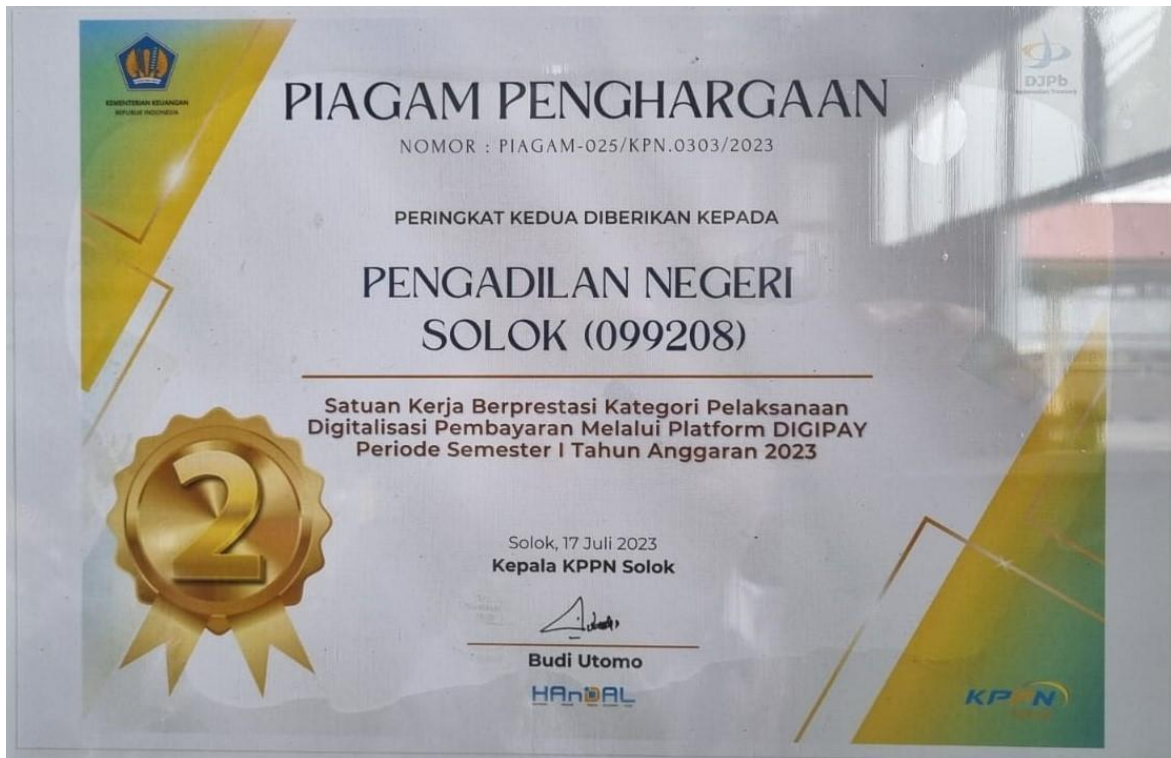 KEMENTERIAN KEUANGAN
REPUBLIK INDONESIA
DJPb
PIAGAM PENGHARGAAN
NOMOR : PIAGAM-025/KPN.0303/2023
PERINGKAT KEDUA DIBERIKAN KEPADA
PENGADILAN NEGERI
SOLOK (099208)
Satuan Kerja Berprestasi Kategori Pelaksanaan
Digitalisasi Pembayaran Melalui Platform DIGIPAY
Periode Semester I Tahun Anggaran 2023
2
Solok, 17 Juli 2023
Kepala KPPN Solok
Budi Utomo
HAnDAL
KPPN